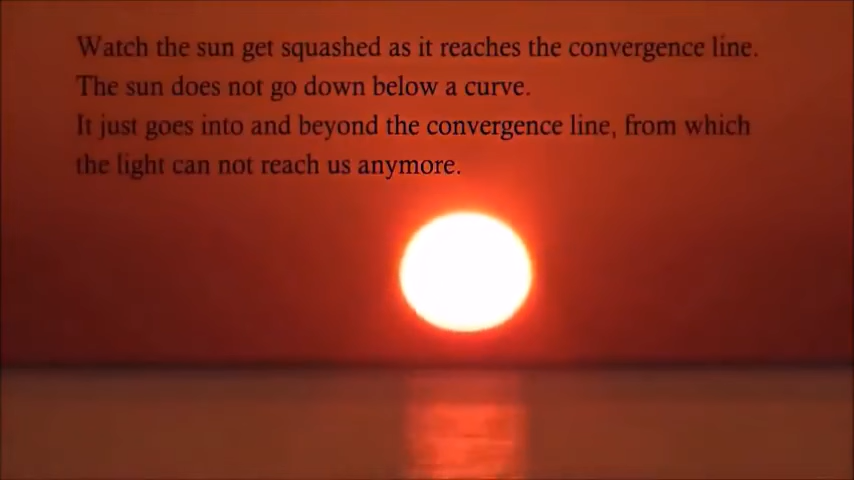 Watch the sun get squashed as it reaches the convergence line.
The sun does not go down below a curve.
It just goes into and beyond the convergence line, from which
the light can not reach us anymore.